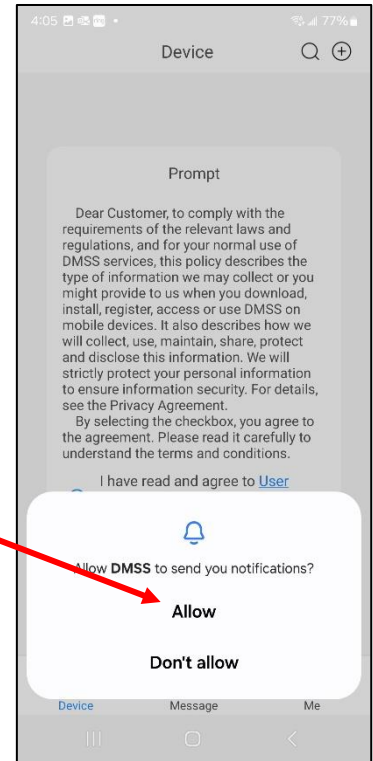 4:05 77%
Device
Prompt
Dear Customer, to comply with the
requirements of the relevant laws and
regulations, and for your normal use of
DMSS services, this policy describes the
type of information we may collect or you
might provide to us when you download,
install, register, access or use DMSS on
mobile devices. It also describes how we
will collect, use, maintain, share, protect
and disclose this information. We will
strictly protect your personal information
to ensure information security. For details,
see the Privacy Agreement.
By selecting the checkbox, you agree to
the agreement. Please read it carefully to
understand the terms and conditions.
I have read and agree to User
Allow DMSS to send you notifications?
Allow
Don't allow
Device Message Me